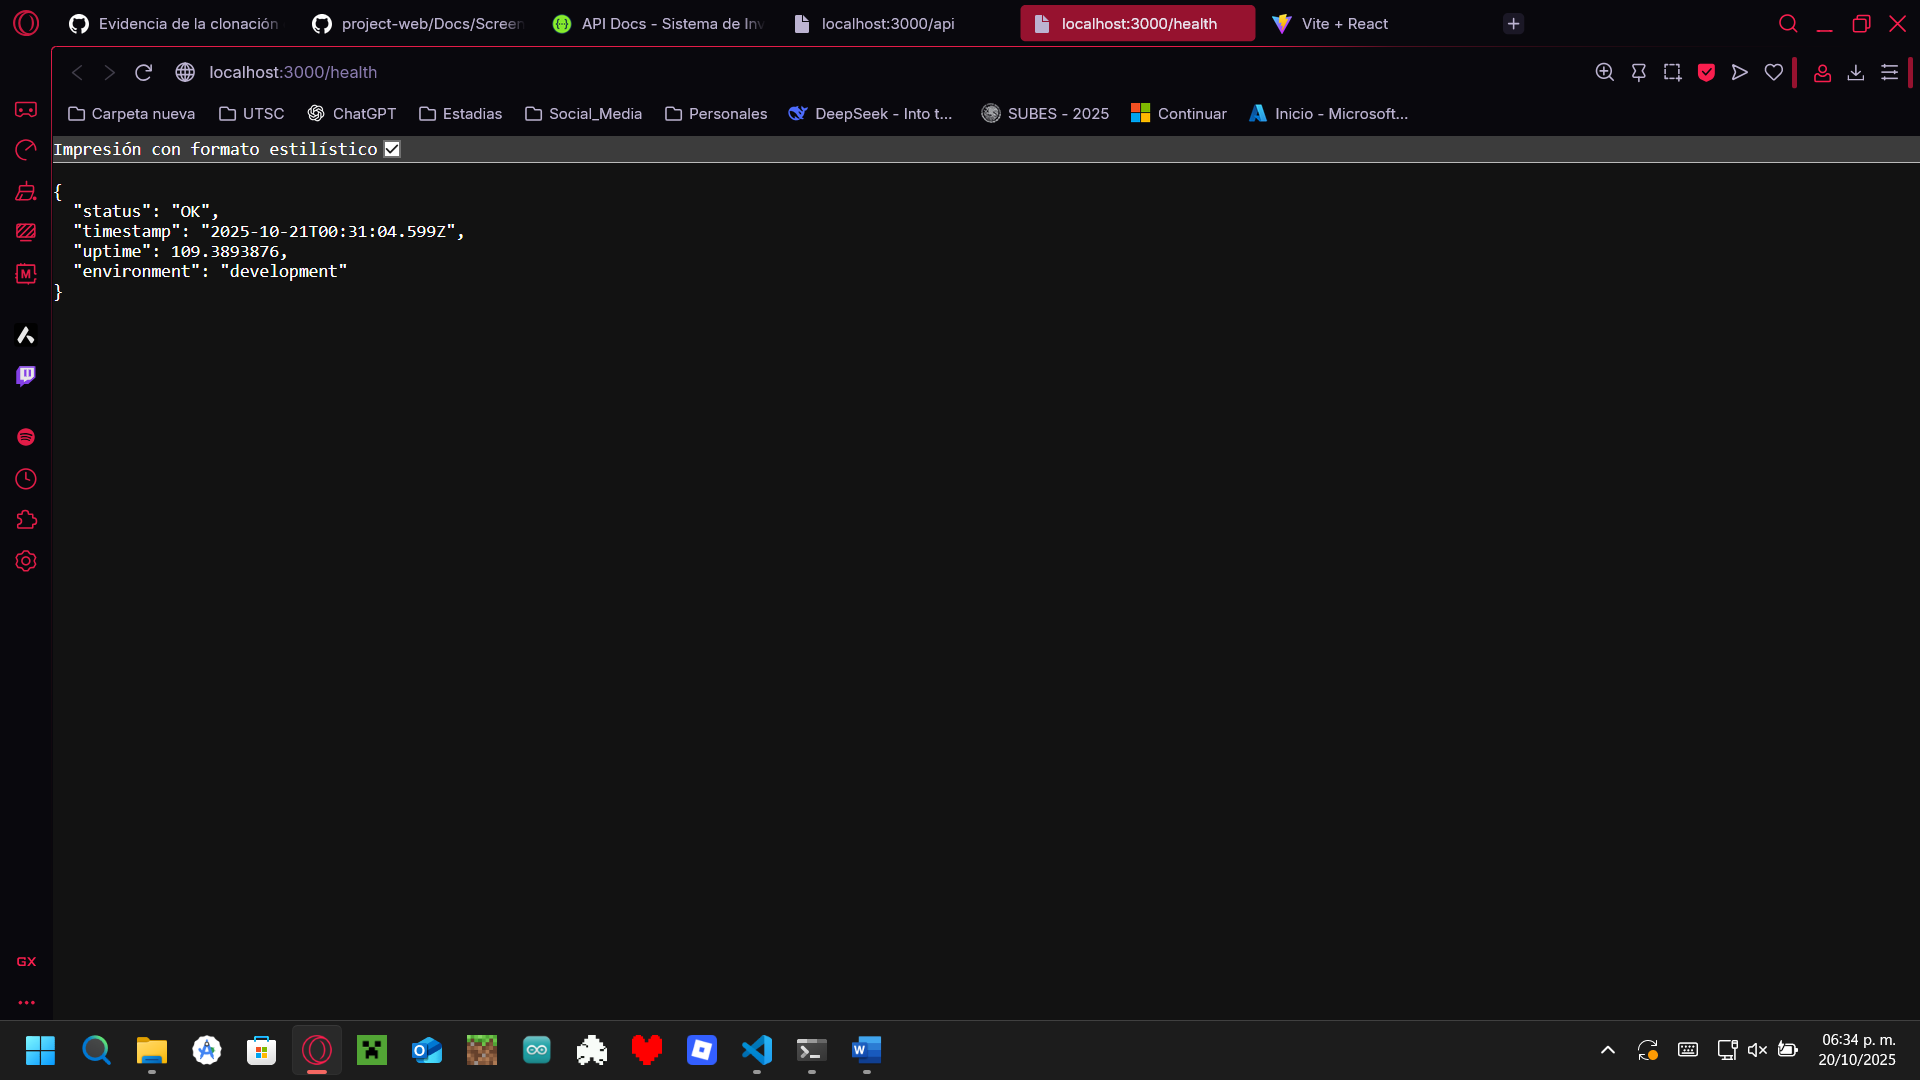 Evidencia de la clonación
project-web/Docs/Screen
API Docs - Sistema de Inv
localhost:3000/api
localhost:3000/health
Vite + React
localhost:3000/health
Carpeta nueva
UTSC
ChatGPT
Estadias
Social_Media
Personales
DeepSeek - Into t...
SUBES - 2025
Continuar
Inicio - Microsoft...
Impresión con formato estilístico
{
"status": "OK",
"timestamp": "2025-10-21T00:31:04.599Z",
"uptime": 109.3893876,
"environment": "development"
}
M
GX
06:34 p. m.
20/10/2025